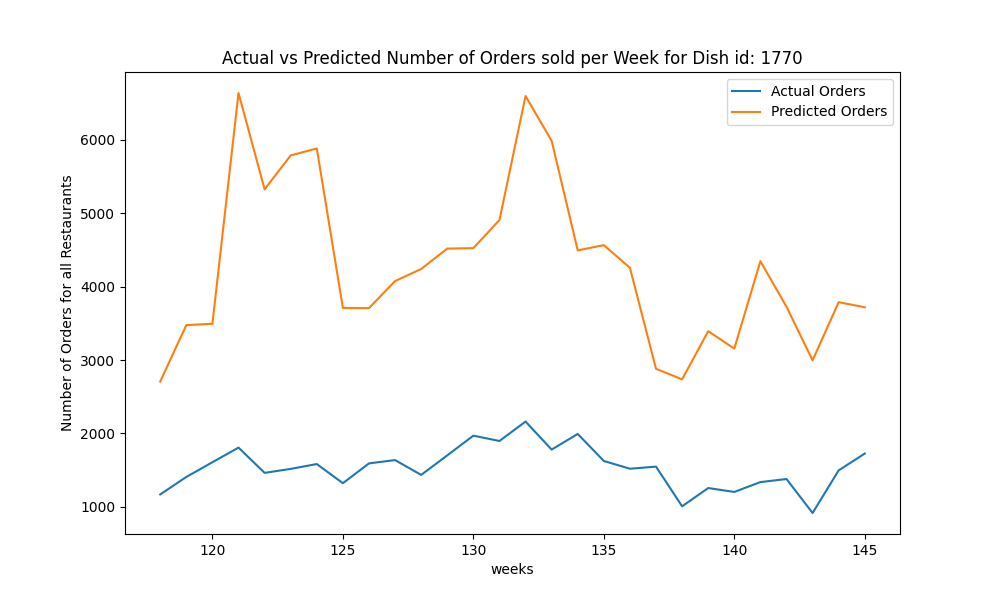 Actual vs Predicted Number of Orders sold per Week for Dish id: 1770
Actual Orders
Predicted Orders
Number of Orders for all Restaurants
6000
5000
4000
3000
2000
1000
120 125 130 135 140 145
weeks